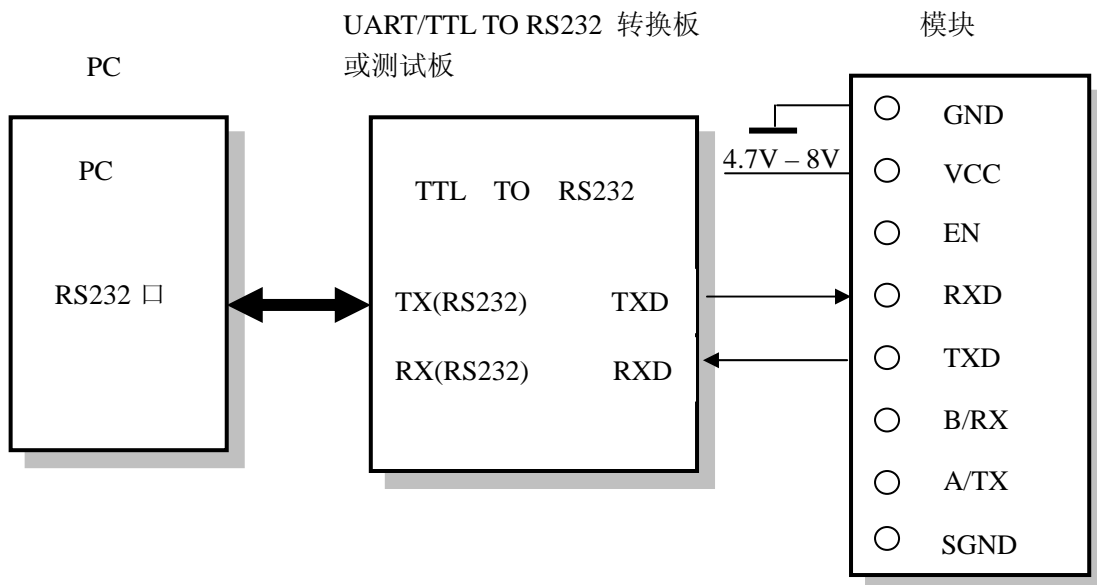 UART/TTL TO RS232 转换板
或测试板
模块
PC
PC
RS232 口
TTL TO RS232
TX(RS232) TXD
RX(RS232) RXD
4.7V – 8V
GND
VCC
EN
RXD
TXD
B/RX
A/TX
SGND